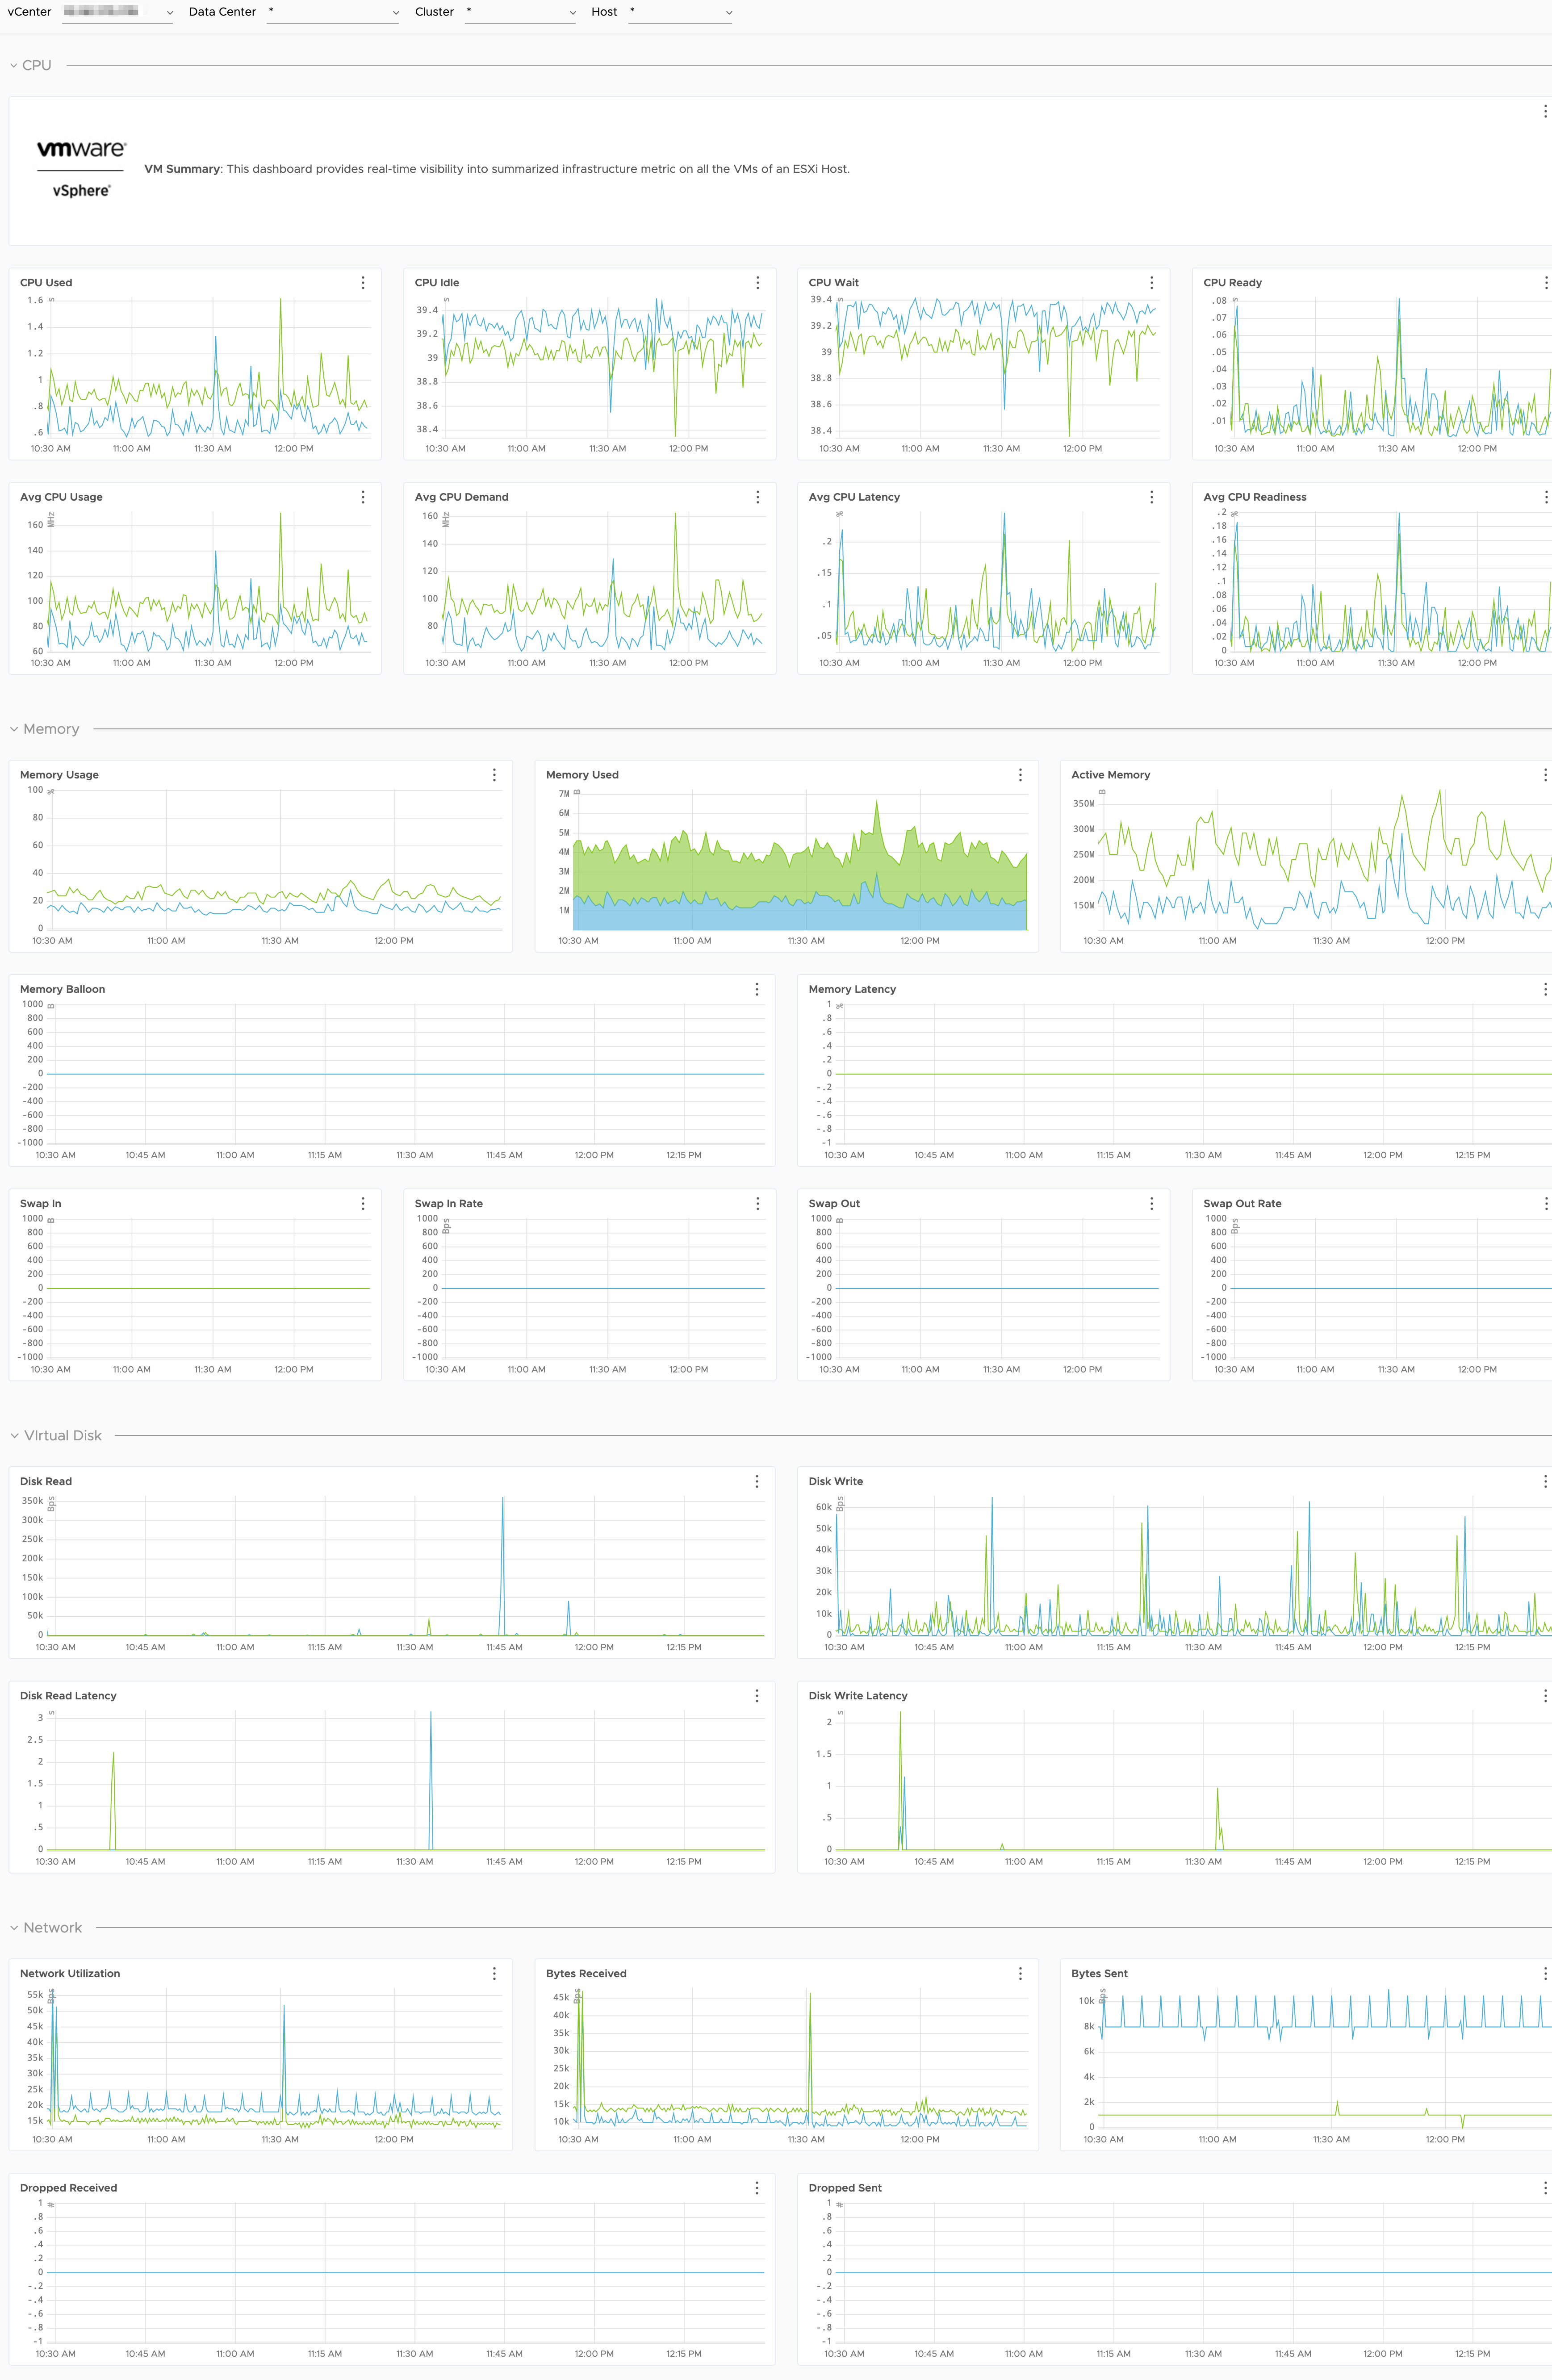 vCenter Data Center * Cluster * Host *
CPU
vmware®
vSphere®
VM Summary: This dashboard provides real-time visibility into summarized infrastructure metric on all the VMs of an ESXi Host.
CPU Used
s
1.6
1.4
1.2
1
.8
.6
10:30 AM 11:00 AM 11:30 AM 12:00 PM
CPU Idle
s
39.4
39.2
39
38.8
38.6
38.4
10:30 AM 11:00 AM 11:30 AM 12:00 PM
CPU Wait
s
39.4
39.2
39
38.8
38.6
38.4
10:30 AM 11:00 AM 11:30 AM 12:00 PM
CPU Ready
s
.08
.07
.06
.05
.04
.03
.02
.01
10:30 AM 11:00 AM 11:30 AM 12:00 PM
Avg CPU Usage
MHz
160
140
120
100
80
60
10:30 AM 11:00 AM 11:30 AM 12:00 PM
Avg CPU Demand
MHz
160
140
120
100
80
10:30 AM 11:00 AM 11:30 AM 12:00 PM
Avg CPU Latency
%
.2
.15
.1
.05
10:30 AM 11:00 AM 11:30 AM 12:00 PM
Avg CPU Readiness
%
.2
.18
.16
.14
.12
.1
.08
.06
.04
.02
0
10:30 AM 11:00 AM 11:30 AM 12:00 PM
Memory
Memory Usage
%
100
80
60
40
20
0
10:30 AM 11:00 AM 11:30 AM 12:00 PM
Memory Used
B
7M
6M
5M
4M
3M
2M
1M
10:30 AM 11:00 AM 11:30 AM 12:00 PM
Active Memory
B
350M
300M
250M
200M
150M
10:30 AM 11:00 AM 11:30 AM 12:00 PM
Memory Balloon
B
1000
800
600
400
200
0
-200
-400
-600
-800
-1000
10:30 AM 10:45 AM 11:00 AM 11:15 AM 11:30 AM 11:45 AM 12:00 PM 12:15 PM
Memory Latency
%
1
.8
.6
.4
.2
0
-.2
-.4
-.6
-.8
-1
10:30 AM 10:45 AM 11:00 AM 11:15 AM 11:30 AM 11:45 AM 12:00 PM 12:15 PM
Swap In
B
1000
800
600
400
200
0
-200
-400
-600
-800
-1000
10:30 AM 11:00 AM 11:30 AM 12:00 PM
Swap In Rate
Bps
1000
800
600
400
200
0
-200
-400
-600
-800
-1000
10:30 AM 11:00 AM 11:30 AM 12:00 PM
Swap Out
B
1000
800
600
400
200
0
-200
-400
-600
-800
-1000
10:30 AM 11:00 AM 11:30 AM 12:00 PM
Swap Out Rate
Bps
1000
800
600
400
200
0
-200
-400
-600
-800
-1000
10:30 AM 11:00 AM 11:30 AM 12:00 PM
VIrtual Disk
Disk Read
Bps
350k
300k
250k
200k
150k
100k
50k
0
10:30 AM 10:45 AM 11:00 AM 11:15 AM 11:30 AM 11:45 AM 12:00 PM 12:15 PM
Disk Write
Bps
60k
50k
40k
30k
20k
10k
0
10:30 AM 10:45 AM 11:00 AM 11:15 AM 11:30 AM 11:45 AM 12:00 PM 12:15 PM
Disk Read Latency
s
3
2.5
2
1.5
1
.5
0
10:30 AM 10:45 AM 11:00 AM 11:15 AM 11:30 AM 11:45 AM 12:00 PM 12:15 PM
Disk Write Latency
s
2
1.5
1
.5
0
10:30 AM 10:45 AM 11:00 AM 11:15 AM 11:30 AM 11:45 AM 12:00 PM 12:15 PM
Network
Network Utilization
Bps
55k
50k
45k
40k
35k
30k
25k
20k
15k
10:30 AM 11:00 AM 11:30 AM 12:00 PM
Bytes Received
Bps
45k
40k
35k
30k
25k
20k
15k
10k
10:30 AM 11:00 AM 11:30 AM 12:00 PM
Bytes Sent
Bps
10k
8k
6k
4k
2k
0
10:30 AM 11:00 AM 11:30 AM 12:00 PM
Dropped Received
#
1
.8
.6
.4
.2
0
-.2
-.4
-.6
-.8
-1
10:30 AM 10:45 AM 11:00 AM 11:15 AM 11:30 AM 11:45 AM 12:00 PM 12:15 PM
Dropped Sent
#
1
.8
.6
.4
.2
0
-.2
-.4
-.6
-.8
-1
10:30 AM 10:45 AM 11:00 AM 11:15 AM 11:30 AM 11:45 AM 12:00 PM 12:15 PM